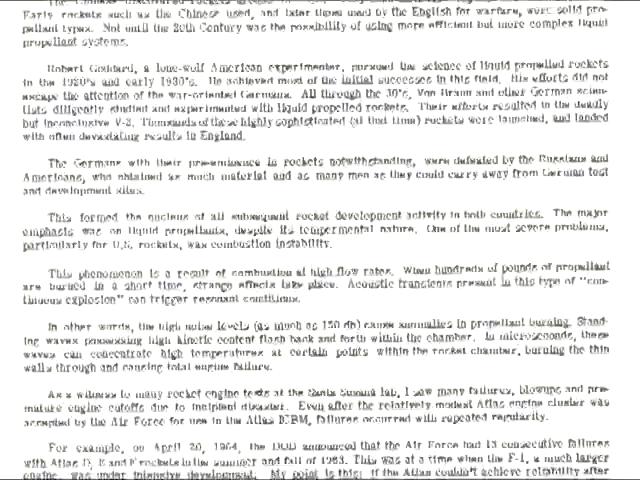 Early rockets such as the Chinese used, and later types used by the English for warfare, were solid pro-
pellant types. Not until the 20th Century was the possibility of using more efficient but more complex liquid
propellant systems.
Robert Goddard, a lone-wolf American experimenter, pursued the science of liquid propelled rockets
in the 1920's and early 1930's. He achieved most of the initial successes in this field. His efforts did not
escape the attention of the war-oriented Germans. All through the 30's, Von Braun and other German scien-
tists diligently studied and experimented with liquid propelled rockets. Their efforts resulted in the deadly
but inconclusive V-2. Thousands of these highly sophisticated (at that time) rockets were launched, and landed
with often devastating results in England.
The Germans with their pre-eminence in rockets notwithstanding, were defeated by the Russians and
Americans, who obtained as much material and as many men as they could carry away from German test
and development sites.
This formed the nucleus of all subsequent rocket development activity in both countries. The major
emphasis was on liquid propellants, despite its tempermental nature. One of the most severe problems,
particularly for U.S. rockets, was combustion instability.
This phenomenon is a result of combustion at high flow rates. When hundreds of pounds of propellant
are burned in a short time, strange effects take place. Acoustic transients present in this type of "con-
tinuous explosion" can trigger resonant conditions.
In other words, the high noise levels (as much as 150 db) cause anomalies in propellant burning. Stand-
ing waves possessing high kinetic content flash back and forth within the chamber. In microseconds, these
waves can concentrate high temperatures at certain points within the rocket chamber, burning the thin
walls through and causing total engine failure.
As a witness to many rocket engine tests at the Santa Susana lab, I saw many failures, blowups and pre-
mature engine cutoffs due to incipient disaster. Even after the relatively modest Atlas engine cluster was
accepted by the Air Force for use in the Atlas ICBM, failures occurred with repeated regularity.
For example, on April 20, 1964, the DOD announced that the Air Force had 13 consecutive failures
with Atlas D, E and F rockets in the summer and fall of 1963. This was at a time when the F-1, a much larger
engine, was under intensive development. My point is this: if the Atlas couldn't achieve reliability after